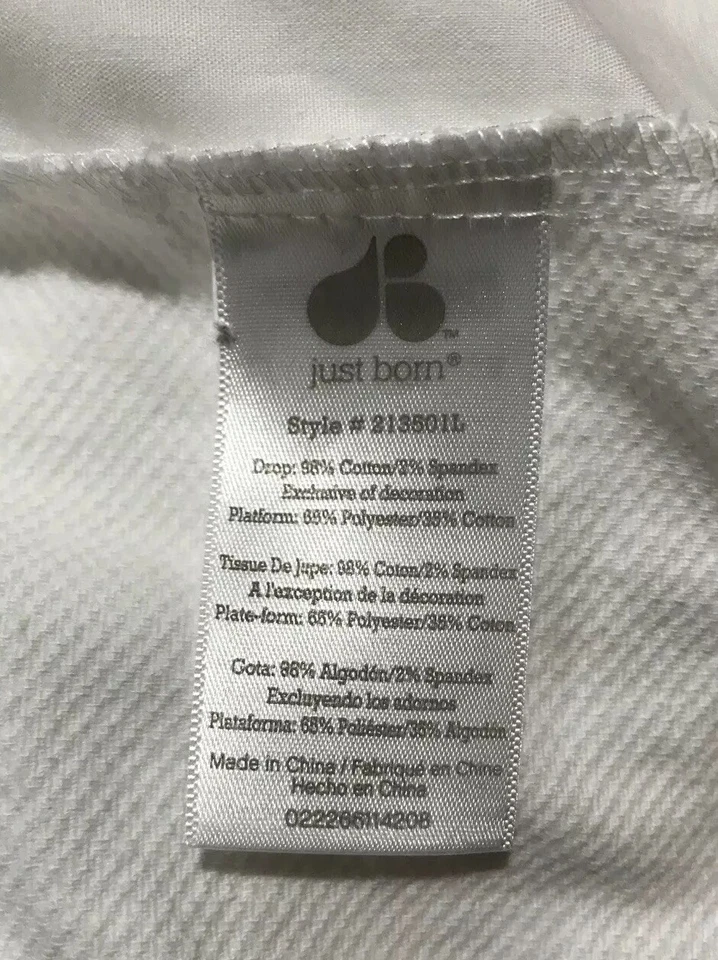 just born®
Style # 213501L
Drop: 98% Cotton/2% Spandex
Exclusive of decoration
Platform: 65% Polyester/35% Cotton
Tissue De Jupe: 98% Coton/2% Spandex
A l'exception de la décoration
Plate-form: 65% Polyester/35% Coton
Gota: 98% Algodón/2% Spandex
Excluyendo los adornos
Plataforma: 65% Poliéster/35% Algodón
Made in China / Fabriqué en Chine
Hecho en China
022266114208